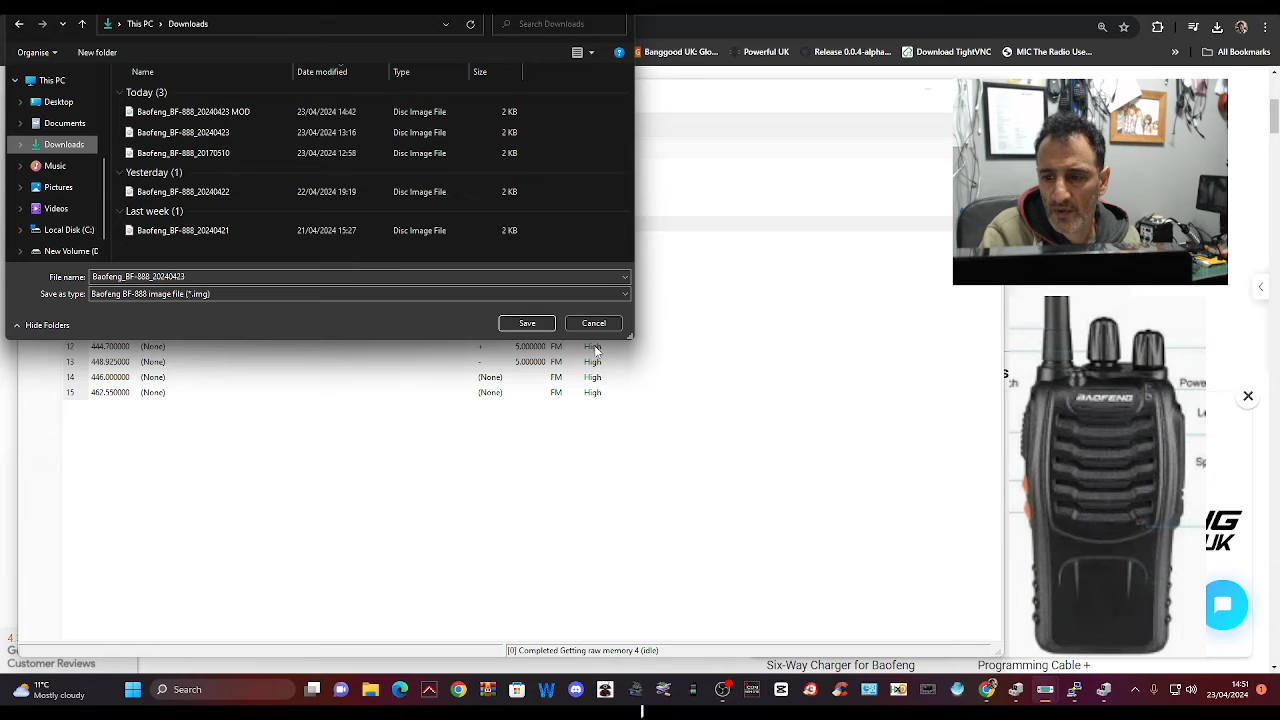 This PC > Downloads
Search Downloads
Organise
New folder
Banggood UK: Glo...
Powerful UK
Release 0.0.4-alpha...
Download TightVNC
MIC The Radio Use...
All Bookmarks
This PC
Desktop
Documents
Downloads
Music
Pictures
Videos
Local Disk (C:)
New Volume (D
Name Date modified Type Size
Today (3)
Baofeng_BF-888_20240423 MOD 23/04/2024 14:49 Disc Image File 2 KB
Baofeng_BF-888_20240423 23/04/2024 12:16 Disc Image File 2 KB
Disc Image File 2 KB
Yesterday (1)
Baofeng_BF-888_20240422 22/04/2024 19:19 Disc Image File 2 KB
Last week (1)
Baofeng_BF-888_20240421 21/04/2024 13:27 Disc Image File 2 KB
File name: Baofeng_BF-888_20240423
Save as type: Baofeng BF-888 image file (*.img)
Hide Folders
Save
Cancel
12 444.700000 (None) + 5.000000 FM High
13 448.925000 (None) - 5.000000 FM High
14 446.000000 (None) (None) FM High
15 462.550000 (None) (None) FM High
BAOFENG
Powe
Le
Sp
UK
[0] Completed Getting raw memory 4 (idle)
Customer Reviews
Six-Way Charger for Baofeng
Programming Cable +
11°C
Mostly cloudy
Search
14:51
23/04/2024